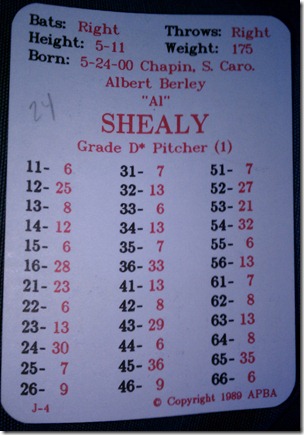 Bats: Right Throws: Right
Height: 5-11 Weight: 175
Born: 5-24-00 Chapin, S. Caro.
Albert Berley
24
"Al"
SHEALY
Grade D* Pitcher (1)
11- 6 31- 7 51- 7
12- 25 32- 13 52- 27
13- 8 33- 6 53- 21
14- 12 34- 13 54- 32
15- 6 35- 7 55- 6
16- 28 36- 33 56- 13
21- 23 41- 13 61- 7
22- 6 42- 8 62- 8
23- 13 43- 29 63- 13
24- 30 44- 6 64- 8
25- 7 45- 36 65- 35
26- 9 46- 9 66- 6
J-4 © Copyright 1989 APBA